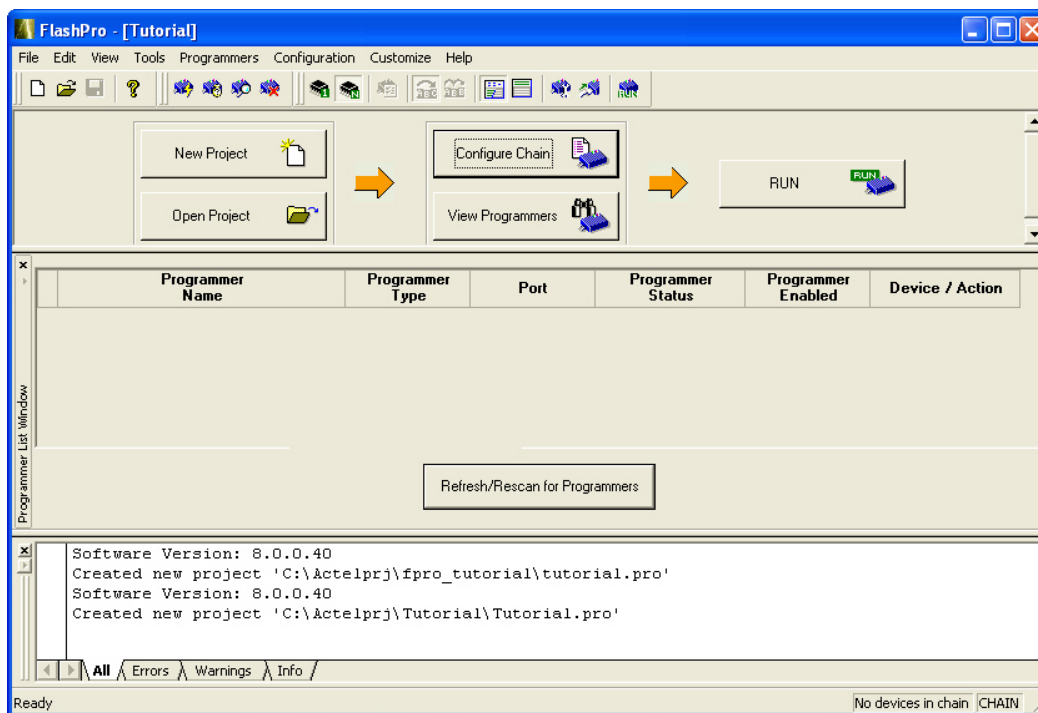 FlashPro - [Tutorial]
File Edit View Tools Programmers Configuration Customize Help
New Project
Configure Chain
RUN
RUN
Open Project
View Programmers
Programmer Name
Programmer Type
Port
Programmer Status
Programmer Enabled
Device / Action
Programmer List Window
Refresh/Rescan for Programmers
Software Version: 8.0.0.40
Created new project 'C:\Actelprj\fpro_tutorial\tutorial.pro'
Software Version: 8.0.0.40
Created new project 'C:\Actelprj\Tutorial\Tutorial.pro'
All Errors Warnings Info
Ready
No devices in chain CHAIN